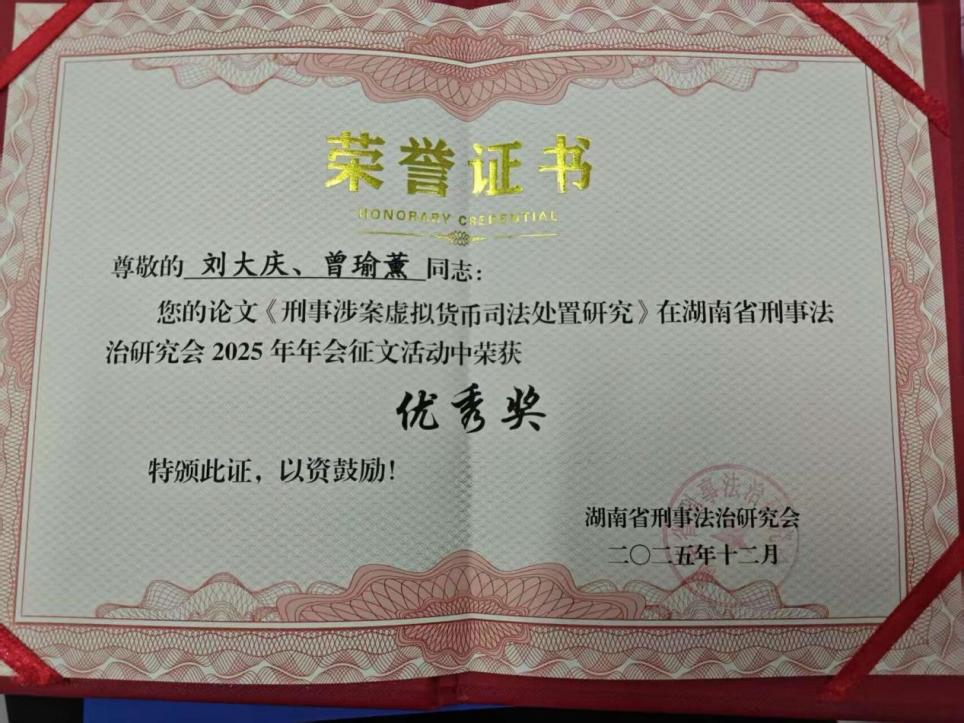 荣誉证书
HONORARY CREDENTIAL
尊敬的 刘大庆、曾瑜薰 同志：
您的论文《刑事涉案虚拟货币司法处置研究》在湖南省刑事法
治研究会 2025 年年会征文活动中荣获
优秀奖
特颁此证，以资鼓励！
湖南省刑事法治研究会
二〇二五年十二月